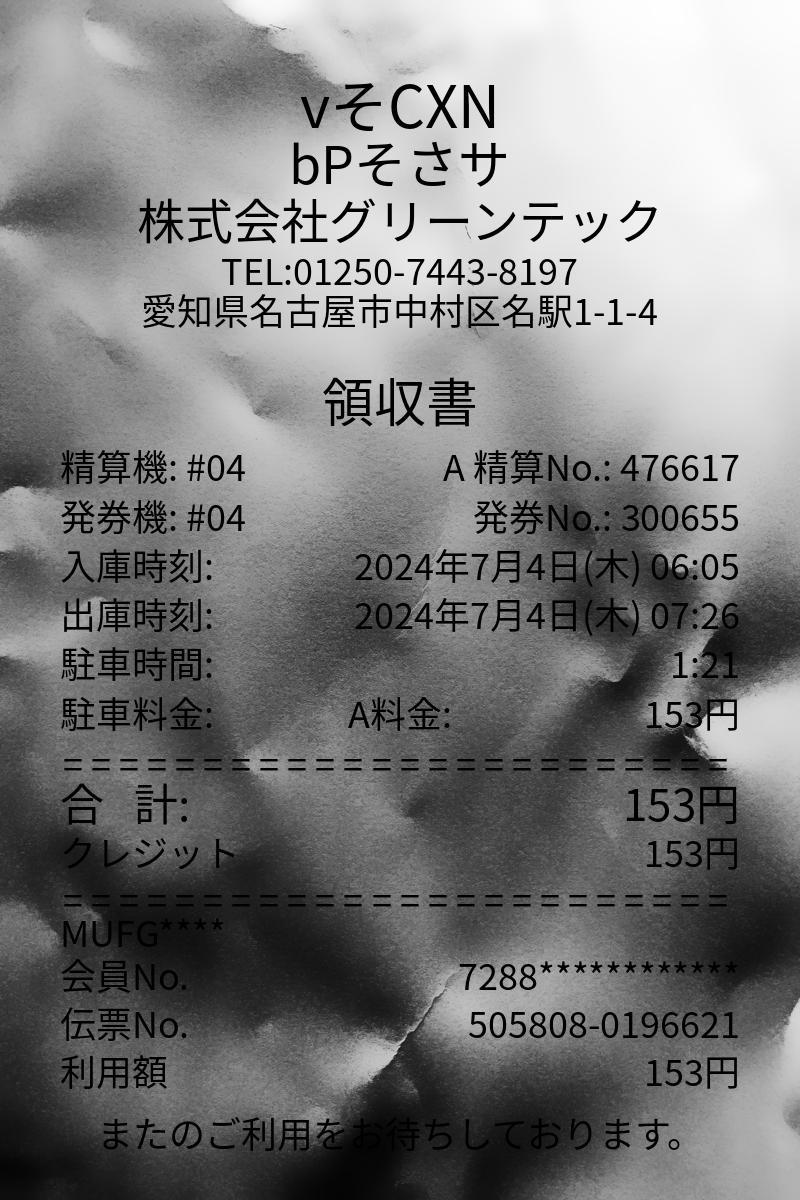 vそCXN
bPそさサ
株式会社グリーンテック
TEL:01250-7443-8197
愛知県名古屋市中村区名駅1-1-4
領収書
精算機: #04 A 精算No.: 476617
発券機: #04 発券No.: 300655
入庫時刻: 2024年7月4日(木) 06:05
出庫時刻: 2024年7月4日(木) 07:26
駐車時間: 1:21
駐車料金: A料金: 153円
========================
合 計: 153円
クレジット 153円
========================
MUFG****
会員No. 7288************
伝票No. 505808-0196621
利用額 153円
またのご利用をお待ちしております。